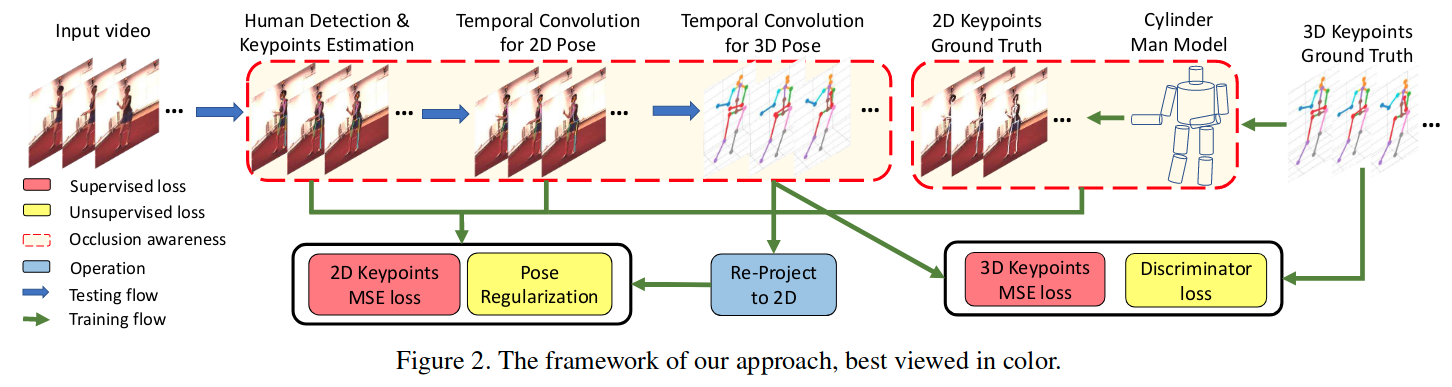 Input video
Human Detection &
Keypoints Estimation
Temporal Convolution
for 2D Pose
Temporal Convolution
for 3D Pose
2D Keypoints
Ground Truth
Cylinder
Man Model
3D Keypoints
Ground Truth
...
...
...
...
...
...
Supervised loss
Unsupervised loss
Occlusion awareness
Operation
Testing flow
Training flow
2D Keypoints
MSE loss
Pose
Regularization
Re-Project
to 2D
3D Keypoints
MSE loss
Discriminator
loss
Figure 2. The framework of our approach, best viewed in color.